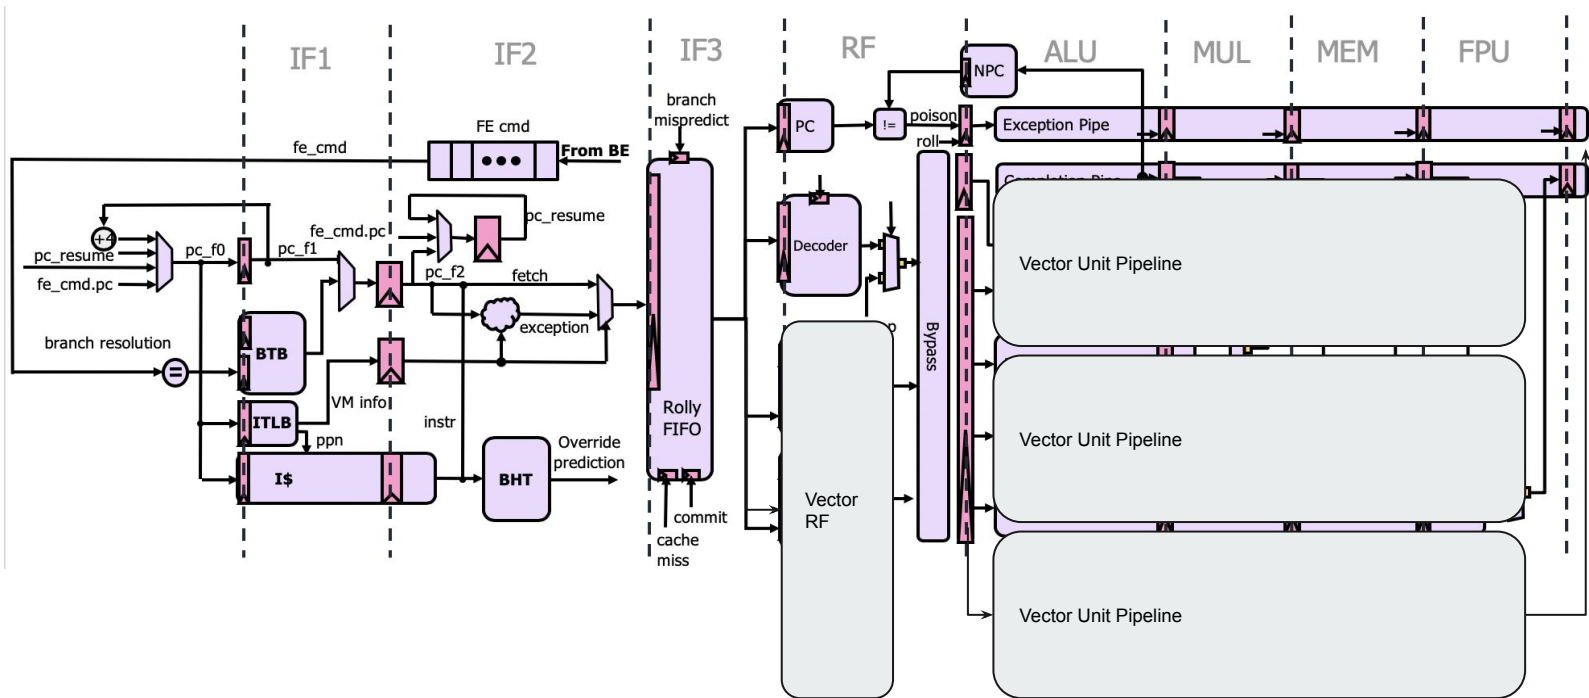 IF1
IF2
IF3
RF
ALU
MUL
MEM
FPU
NPC
branch
mispredict
FE cmd
fe_cmd
From BE
PC
!=
poison
roll
Exception Pipe
+4
pc_resume
fe_cmd.pc
pc_f0
pc_f1
fe_cmd.pc
pc_resume
pc_f2
fetch
exception
Decoder
Bypass
Vector Unit Pipeline
branch resolution
=
BTB
VM info
ITLB
ppn
instr
I$
BHT
Override
prediction
Rolly
FIFO
commit
cache
miss
Vector
RF
Vector Unit Pipeline
Vector Unit Pipeline